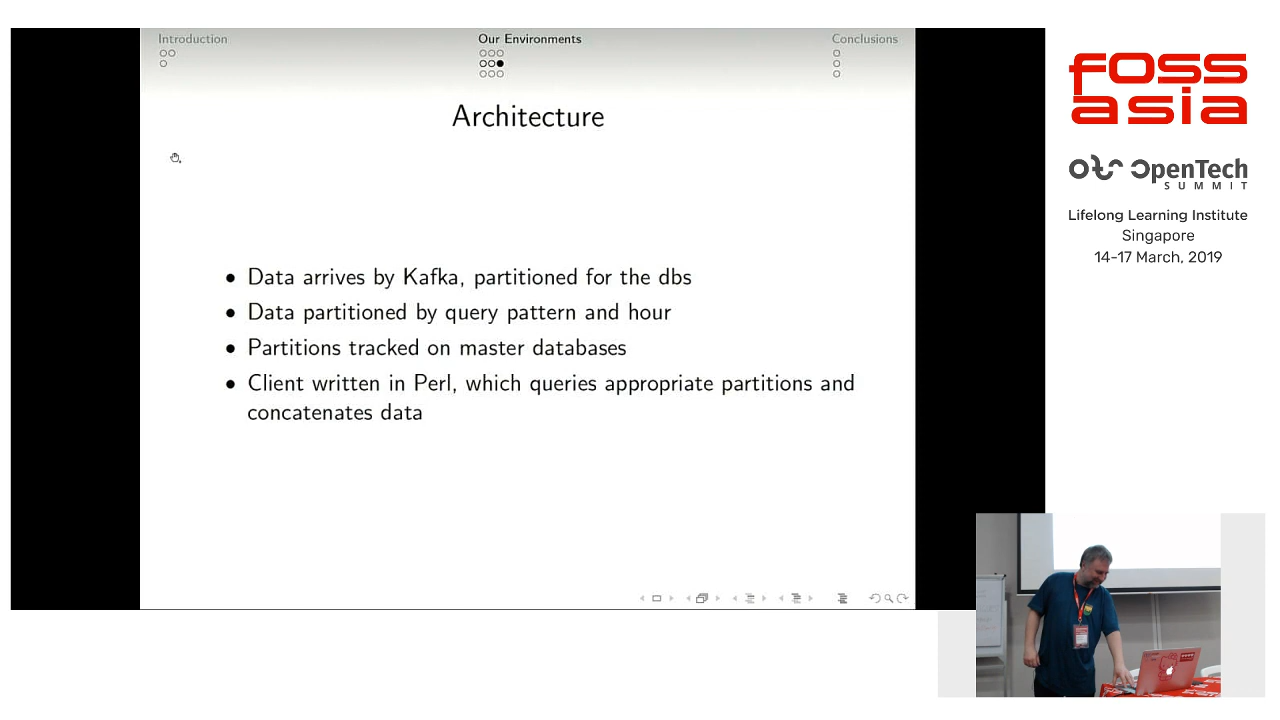 Introduction
Our Environments
Conclusions
Architecture
• Data arrives by Kafka, partitioned for the dbs
• Data partitioned by query pattern and hour
• Partitions tracked on master databases
• Client written in Perl, which queries appropriate partitions and
concatenates data
FOSS
asia
OpenTech
SUMMIT
Lifelong Learning Institute
Singapore
14-17 March, 2019